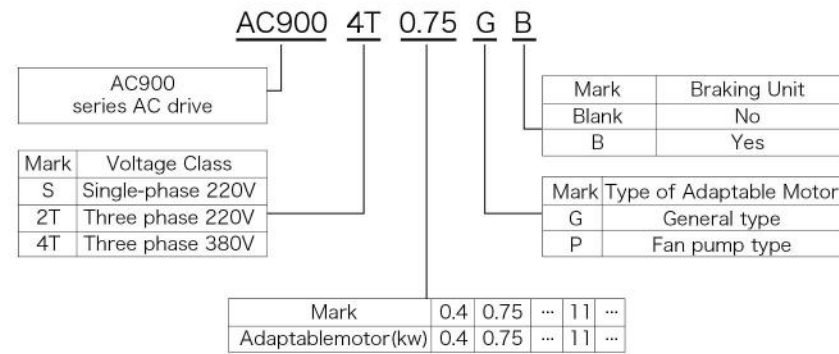 AC900 4T 0.75 G B
AC900
series AC drive
Mark Braking Unit
Blank No
B Yes
Mark Voltage Class
S Single-phase 220V
2T Three phase 220V
4T Three phase 380V
Mark Type of Adaptable Motor
G General type
P Fan pump type
Mark 0.4 0.75 ... 11 ...
Adaptablemotor(kw) 0.4 0.75 ... 11 ...